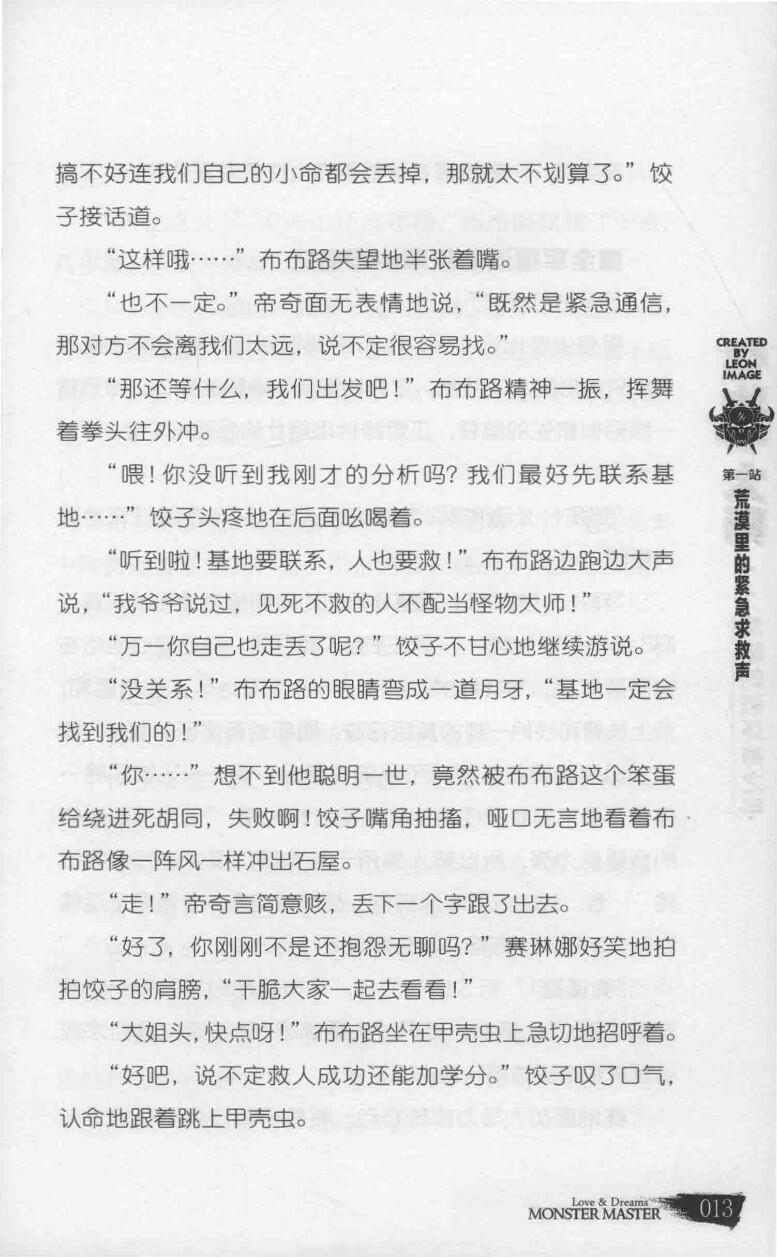 搞不好连我们自己的小命都会丢掉，那就太不划算了。”饺
子接话道。
“这样哦……”布布路失望地半张着嘴。
“也不一定。”帝奇面无表情地说，“既然是紧急通信，
那对方不会离我们太远，说不定很容易找。”
“那还等什么，我们出发吧！”布布路精神一振，挥舞
着拳头往外冲。
“喂！你没听到我刚才的分析吗？我们最好先联系基
地……”饺子头疼地在后面吆喝着。
“听到啦！基地要联系，人也要救！”布布路边跑边大声
说，“我爷爷说过，见死不救的人不配当怪物大师！”
“万一你自己也走丢了呢？”饺子不甘心地继续游说。
“没关系！”布布路的眼睛弯成一道月牙，“基地一定会
找到我们的！”
“你……”想不到他聪明一世，竟然被布布路这个笨蛋
给绕进死胡同，失败啊！饺子嘴角抽搐，哑口无言地看着布
布路像一阵风一样冲出石屋。
“走！”帝奇言简意赅，丢下一个字跟了出去。
“好了，你刚刚不是还抱怨无聊吗？”赛琳娜好笑地拍
拍饺子的肩膀，“干脆大家一起去看看！”
“大姐头，快点呀！”布布路坐在甲壳虫上急切地招呼着。
“好吧，说不定救人成功还能加学分。”饺子叹了口气，
认命地跟着跳上甲壳虫。
CREATED
BY
LEON
IMAGE
第一站
荒漠里的紧急求救声
Love & Dreams
MONSTER MASTER
013